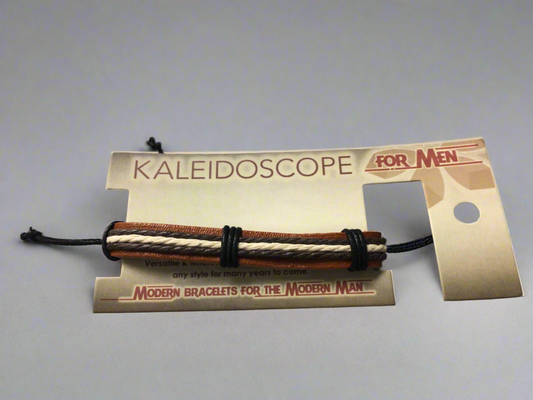 KALEIDOSCOPE FOR MEN
Versatile &
any style for many years to come
MODERN BRACELETS FOR THE MODERN MAN